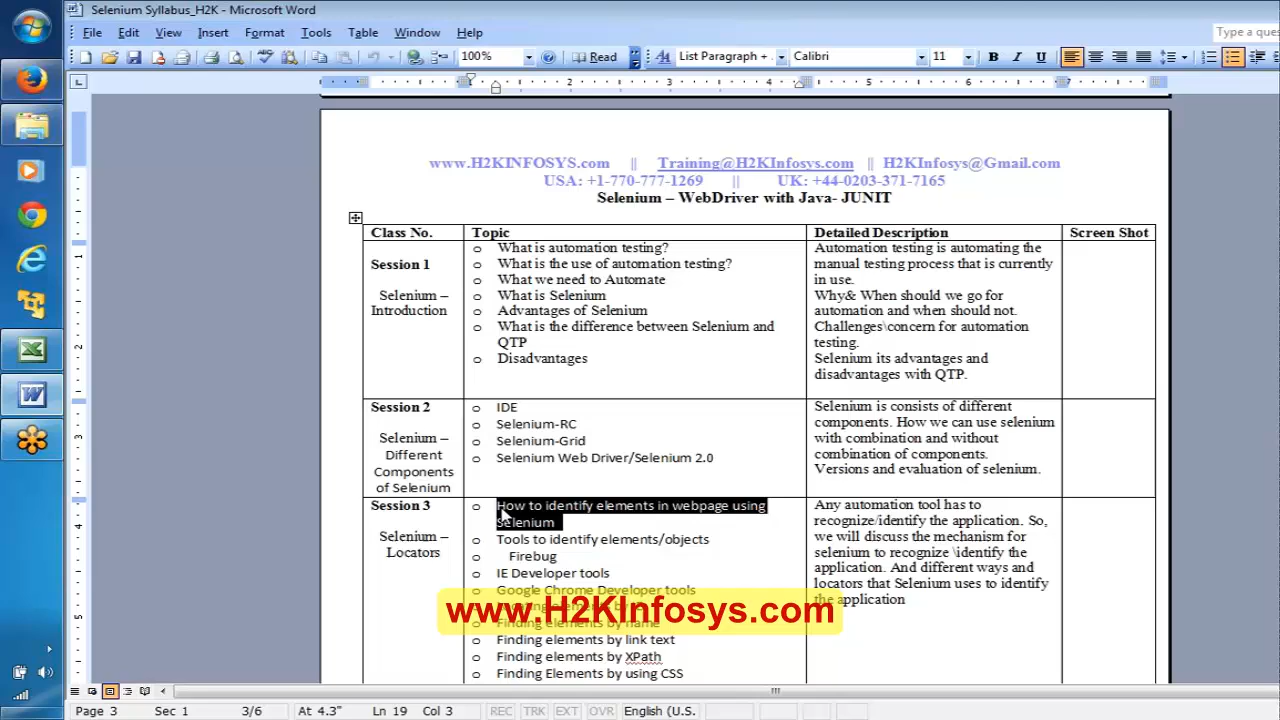 Selenium Syllabus_H2K - Microsoft Word
File Edit View Insert Format Tools Table Window Help
Type a ques
100% Read List Paragraph + Calibri 11 B I U
2 3 5 6 7
www.H2KINFOSYS.com || Training@H2KInfosys.com || H2KInfosys@Gmail.com
USA: +1-770-777-1269 || UK: +44-0203-371-7165
Selenium – WebDriver with Java- JUNIT
Class No. Topic Detailed Description Screen Shot
Session 1
Selenium –
Introduction
o What is automation testing?
o What is the use of automation testing?
o What we need to Automate
o What is Selenium
o Advantages of Selenium
o What is the difference between Selenium and
QTP
o Disadvantages
Automation testing is automating the
manual testing process that is currently
in use.
Why& When should we go for
automation and when should not.
Challenges\concern for automation
testing.
Selenium its advantages and
disadvantages with QTP.
Session 2
Selenium –
Different
Components
of Selenium
o IDE
o Selenium-RC
o Selenium-Grid
o Selenium Web Driver/Selenium 2.0
Selenium is consists of different
components. How we can use selenium
with combination and without
combination of components.
Versions and evaluation of selenium.
Session 3
Selenium –
Locators
o How to identify elements in webpage using
Selenium
o Tools to identify elements/objects
o Firebug
o IE Developer tools
o Google Chrome Developer tools
o Finding elements by name
o Finding elements by link text
o Finding elements by XPath
o Finding Elements by using CSS
Any automation tool has to
recognize/identify the application. So,
we will discuss the mechanism for
selenium to recognize \identify the
application. And different ways and
locators that Selenium uses to identify
the application
www.H2KInfosys.com
Page 3 Sec 1 3/6 At 4.3" Ln 19 Col 3 REC TRK EXT OVR English (U.S.